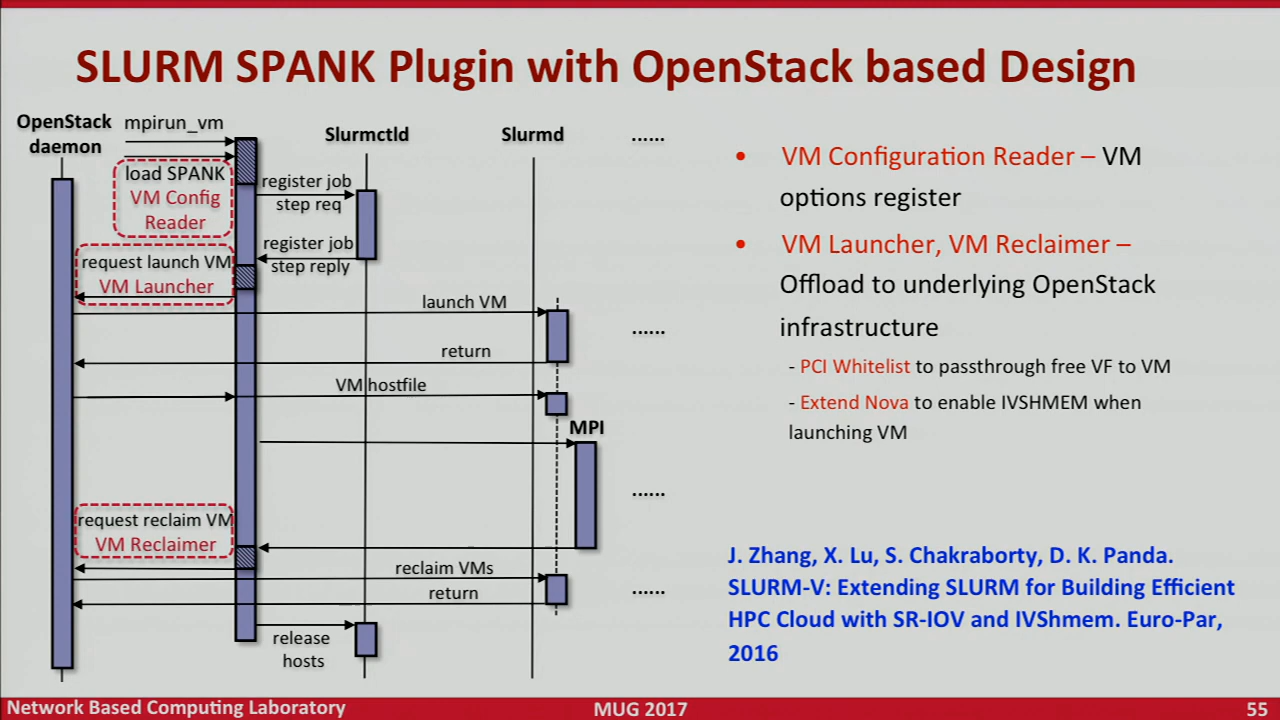 SLURM SPANK Plugin with OpenStack based Design
OpenStack
daemon
mpirun_vm
Slurmctld
Slurmd
......
load SPANK
VM Config
Reader
register job
step req
register job
step reply
request launch VM
VM Launcher
launch VM
......
return
VM hostfile
MPI
......
request reclaim VM
VM Reclaimer
reclaim VMs
return
......
release
hosts
• VM Configuration Reader – VM
options register
• VM Launcher, VM Reclaimer –
Offload to underlying OpenStack
infrastructure
- PCI Whitelist to passthrough free VF to VM
- Extend Nova to enable IVSHMEM when
launching VM
J. Zhang, X. Lu, S. Chakraborty, D. K. Panda.
SLURM-V: Extending SLURM for Building Efficient
HPC Cloud with SR-IOV and IVShmem. Euro-Par,
2016
Network Based Computing Laboratory
MUG 2017
55